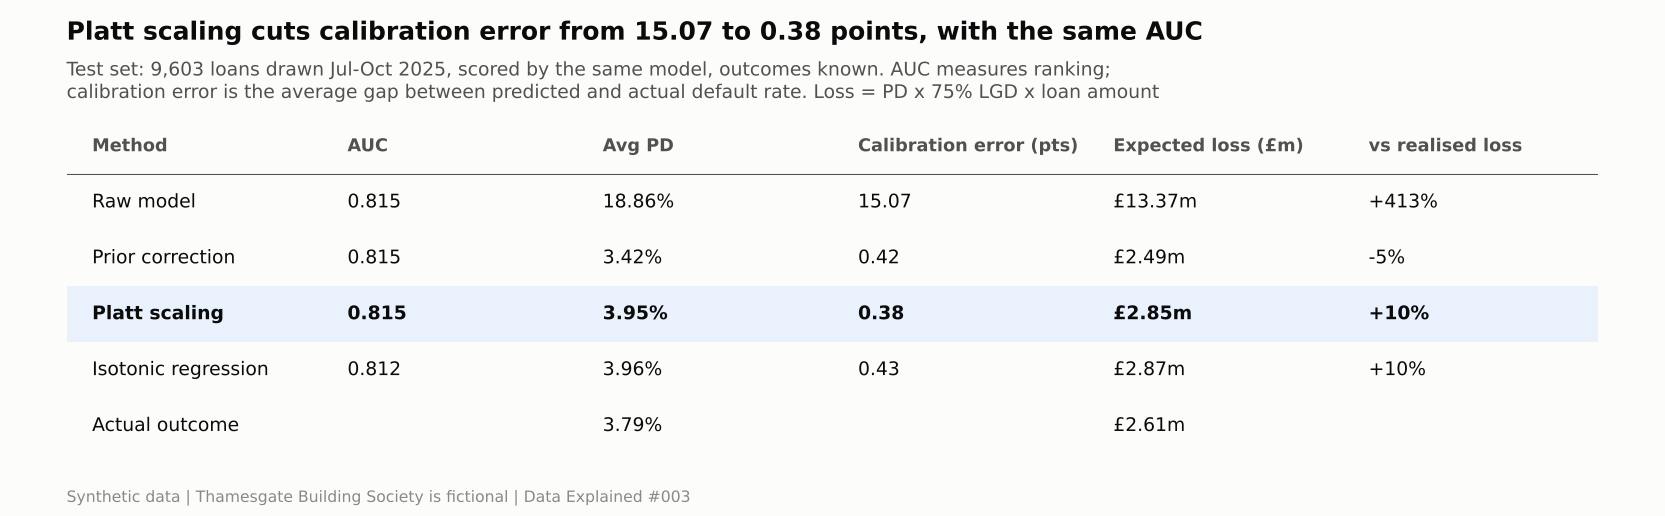 Platt scaling cuts calibration error from 15.07 to 0.38 points, with the same AUC
Test set: 9,603 loans drawn Jul-Oct 2025, scored by the same model, outcomes known. AUC measures ranking;
calibration error is the average gap between predicted and actual default rate. Loss = PD x 75% LGD x loan amount
Method AUC Avg PD Calibration error (pts) Expected loss (£m) vs realised loss
Raw model 0.815 18.86% 15.07 £13.37m +413%
Prior correction 0.815 3.42% 0.42 £2.49m -5%
Platt scaling 0.815 3.95% 0.38 £2.85m +10%
Isotonic regression 0.812 3.96% 0.43 £2.87m +10%
Actual outcome 3.79% £2.61m
Synthetic data | Thamesgate Building Society is fictional | Data Explained #003